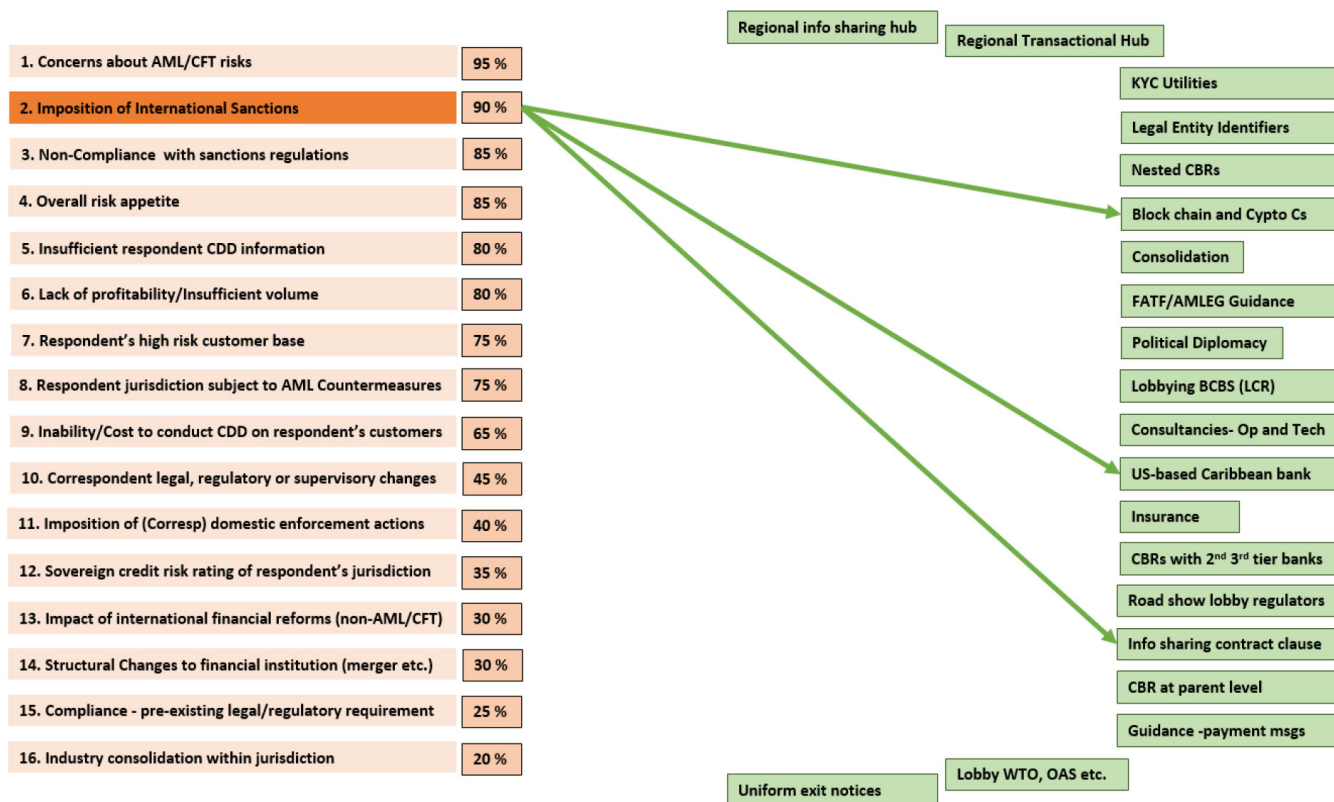 1. Concerns about AML/CFT risks 95 %
2. Imposition of International Sanctions 90 %
3. Non-Compliance with sanctions regulations 85 %
4. Overall risk appetite 85 %
5. Insufficient respondent CDD information 80 %
6. Lack of profitability/Insufficient volume 80 %
7. Respondent's high risk customer base 75 %
8. Respondent jurisdiction subject to AML Countermeasures 75 %
9. Inability/Cost to conduct CDD on respondent's customers 65 %
10. Correspondent legal, regulatory or supervisory changes 45 %
11. Imposition of (Corresp) domestic enforcement actions 40 %
12. Sovereign credit risk rating of respondent's jurisdiction 35 %
13. Impact of international financial reforms (non-AML/CFT) 30 %
14. Structural Changes to financial institution (merger etc.) 30 %
15. Compliance - pre-existing legal/regulatory requirement 25 %
16. Industry consolidation within jurisdiction 20 %
Regional info sharing hub
Regional Transactional Hub
KYC Utilities
Legal Entity Identifiers
Nested CBRs
Block chain and Cypto Cs
Consolidation
FATF/AMLEG Guidance
Political Diplomacy
Lobbying BCBS (LCR)
Consultancies- Op and Tech
US-based Caribbean bank
Insurance
CBRs with 2nd 3rd tier banks
Road show lobby regulators
Info sharing contract clause
CBR at parent level
Guidance -payment msgs
Lobby WTO, OAS etc.
Uniform exit notices